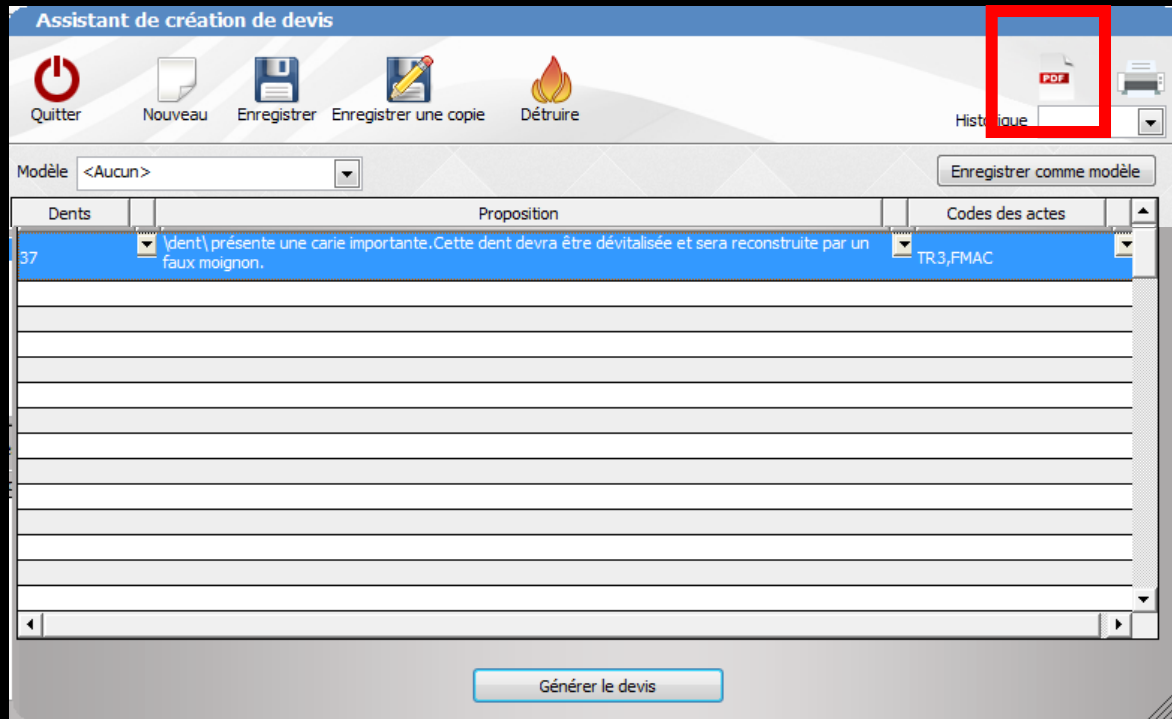 Assistant de création de devis
PDF
Quitter Nouveau Enregistrer Enregistrer une copie Détruire
Historique
Modèle <Aucun> Enregistrer comme modèle
Dents Proposition Codes des actes
\dent\ présente une carie importante.Cette dent devra être dévitalisée et sera reconstruite par un
37 faux moignon. TR3,FMAC
Générer le devis